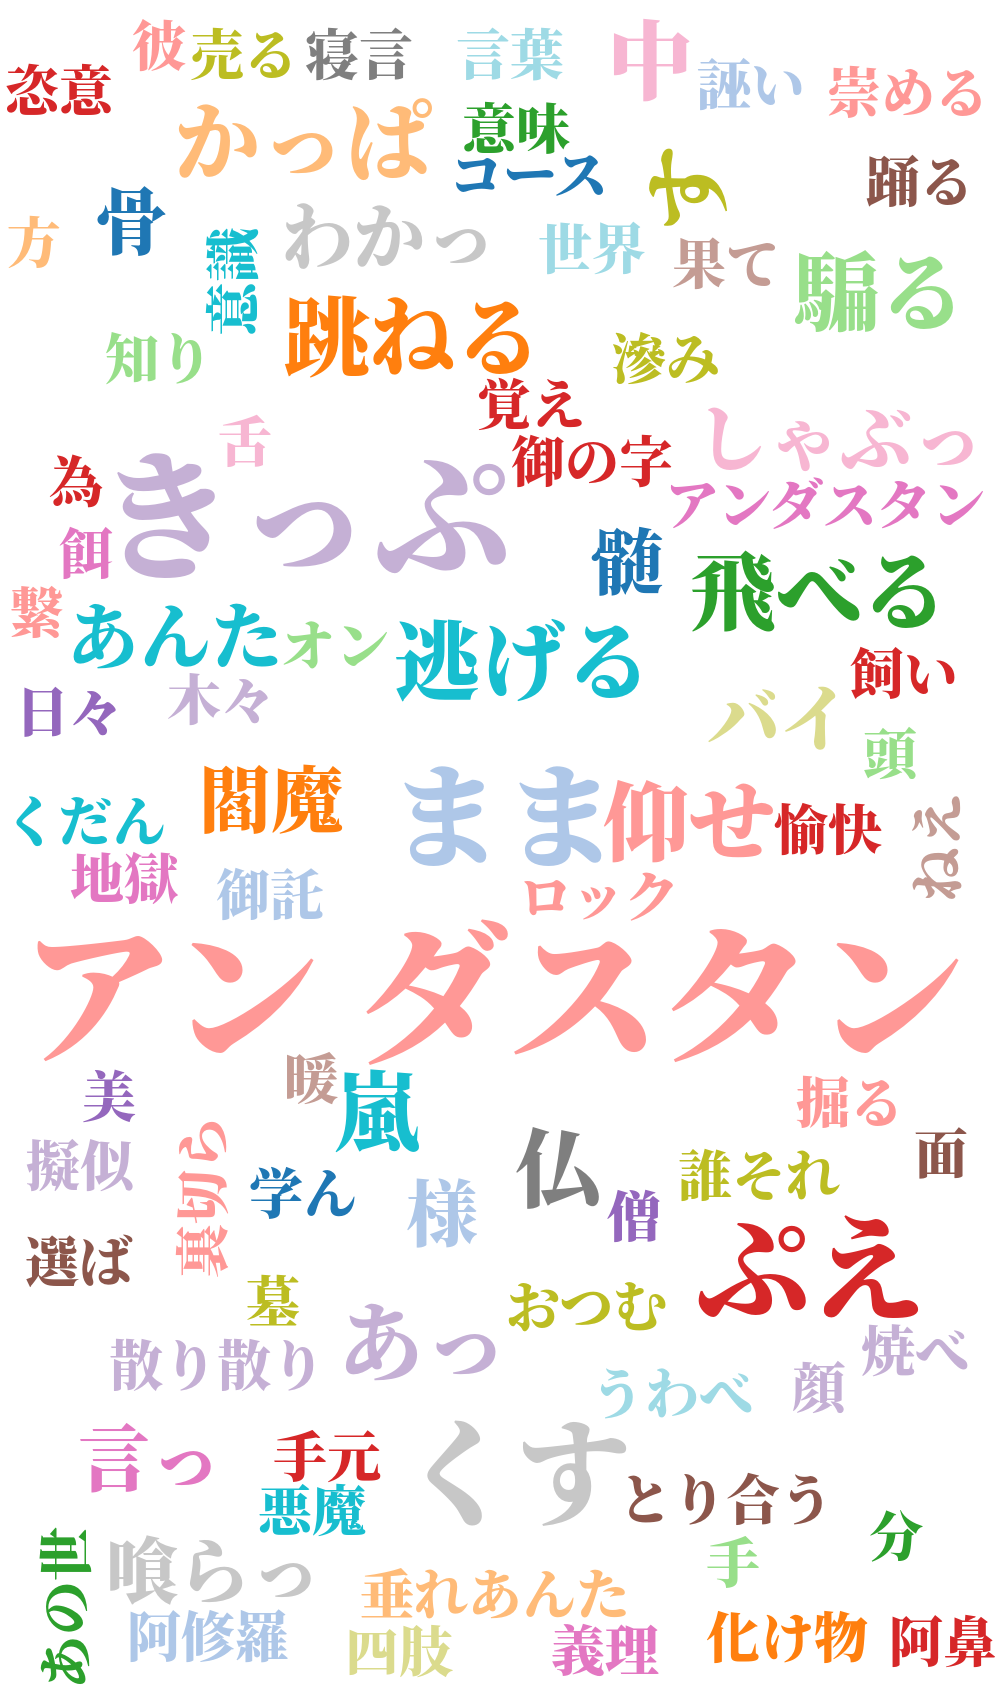 彼
売る
寝言
言葉
中
誣い
崇める
恣意
かっぱ
意味
コース
す
踊る
骨
方
意識
わかっ
世界
果て
騙る
跳ねる
知り
滲み
覚え
舌
御の字
しゃぶっ
為
きっぷ
アンダスタン
餌
髄
飛べる
繋
あんた
オン
逃げる
飼い
日々
木々
バイ
頭
閻魔
まま
仰せ
くだん
愉快
ねえ
地獄
御託
ロック
アンダスタン
暖
美
嵐
掘る
擬似
裏切ら
学ん
様
仏
僧
誰それ
面
選ば
墓
あっ
おつむ
ぷえ
散り散り
うわべ
顔
焼べ
言っ
手元
くす
悪魔
とり合う
分
あの世
喰らっ
垂れあんた
手
阿修羅
四肢
義理
化け物
阿鼻